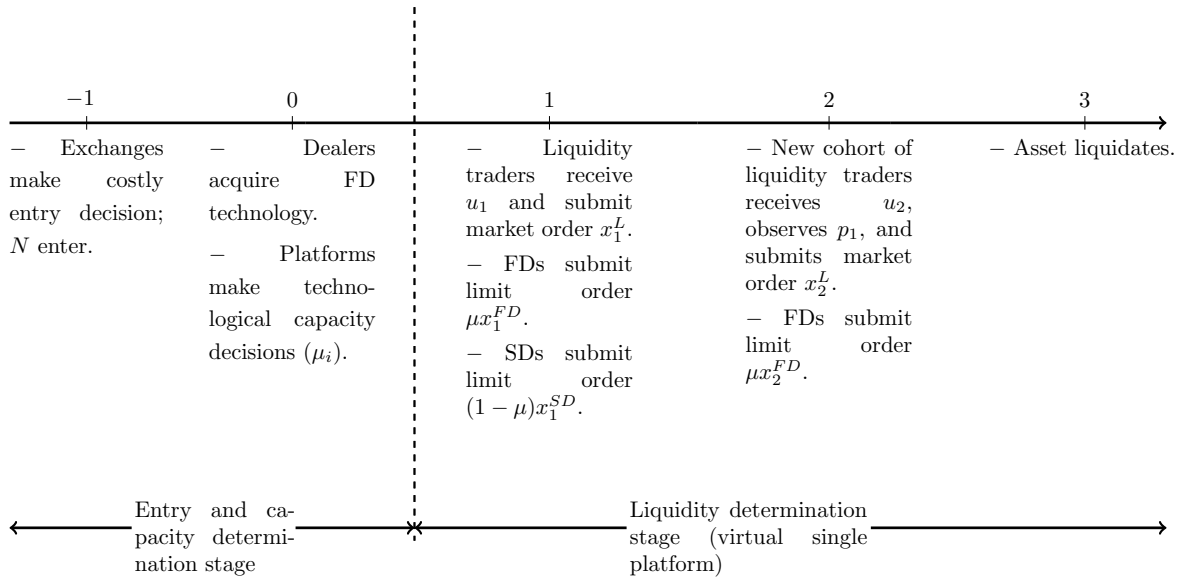 −1
0
1
2
3
− Exchanges
make costly
entry decision;
N enter.
− Dealers
acquire FD
technology.
− Platforms
make techno-
logical capacity
decisions (μᵢ).
− Liquidity
traders receive
u₁ and submit
market order x₁ᴸ.
− FDs submit
limit order
μx₁ᶠᴰ.
− SDs submit
limit order
(1 − μ)x₁ˢᴰ.
− New cohort of
liquidity traders
receives u₂,
observes p₁, and
submits market
order x₂ᴸ.
− FDs submit
limit order
μx₂ᶠᴰ.
− Asset liquidates.
Entry and ca-
pacity determi-
nation stage
Liquidity determination
stage (virtual single
platform)